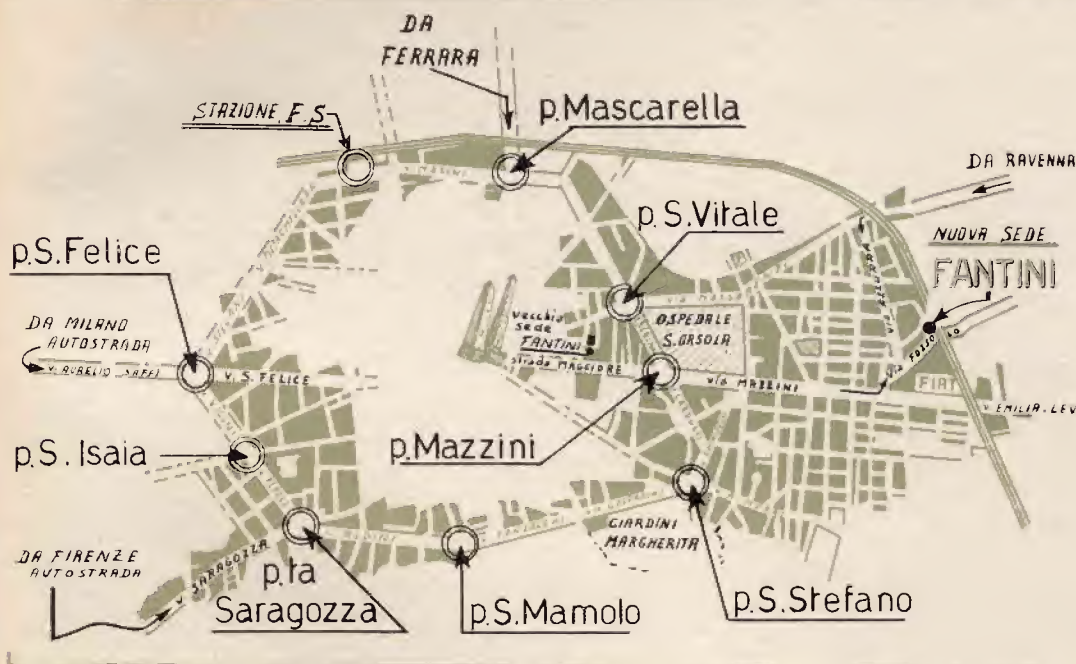 DA
FERRARA
STAZIONE F.S
p.Mascarella
DA RAVENNA
p.S.Vitale
NUOVA SEDE
FANTINI
p.S.Felice
DA MILANO
AUTOSTRADA
V. AURELIO SAFFI
V. S. FELICE
vecchia
sede
FANTINI
strada MAGGIORE
OSPEDALE
S.ORSOLA
via MAZZINI
via
FIAT
V. EMILIA-LEV
p.S.Isaia
p.Mazzini
GIARDINI
MARGHERITA
DA FIRENZE
AUTOSTRADA
V. SARAGOZZA
p.ta
Saragozza
p.S.Mamolo
p.S.Stefano